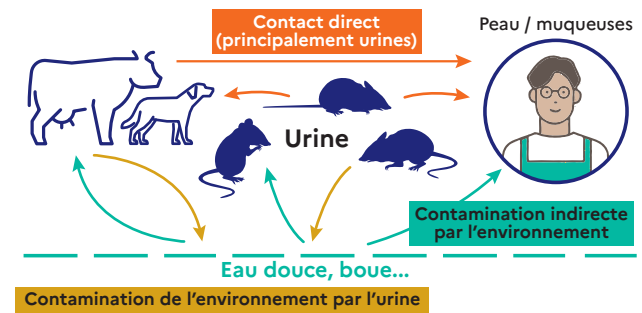 Contact direct
(principalement urines)
Peau / muqueuses
Urine
Contamination indirecte
par l'environnement
Eau douce, boue...
Contamination de l'environnement par l'urine